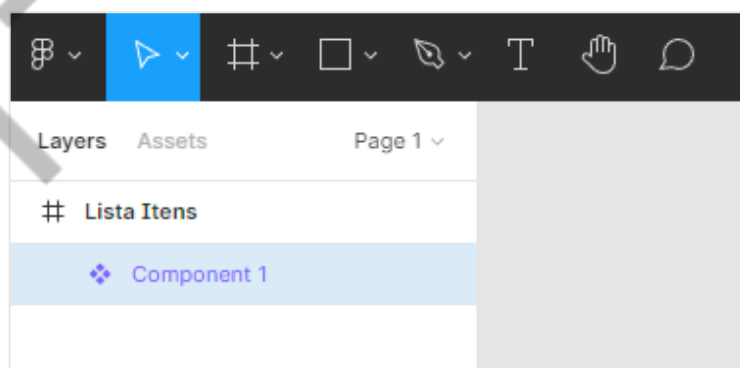 Layers Assets Page 1
Lista Itens
Component 1